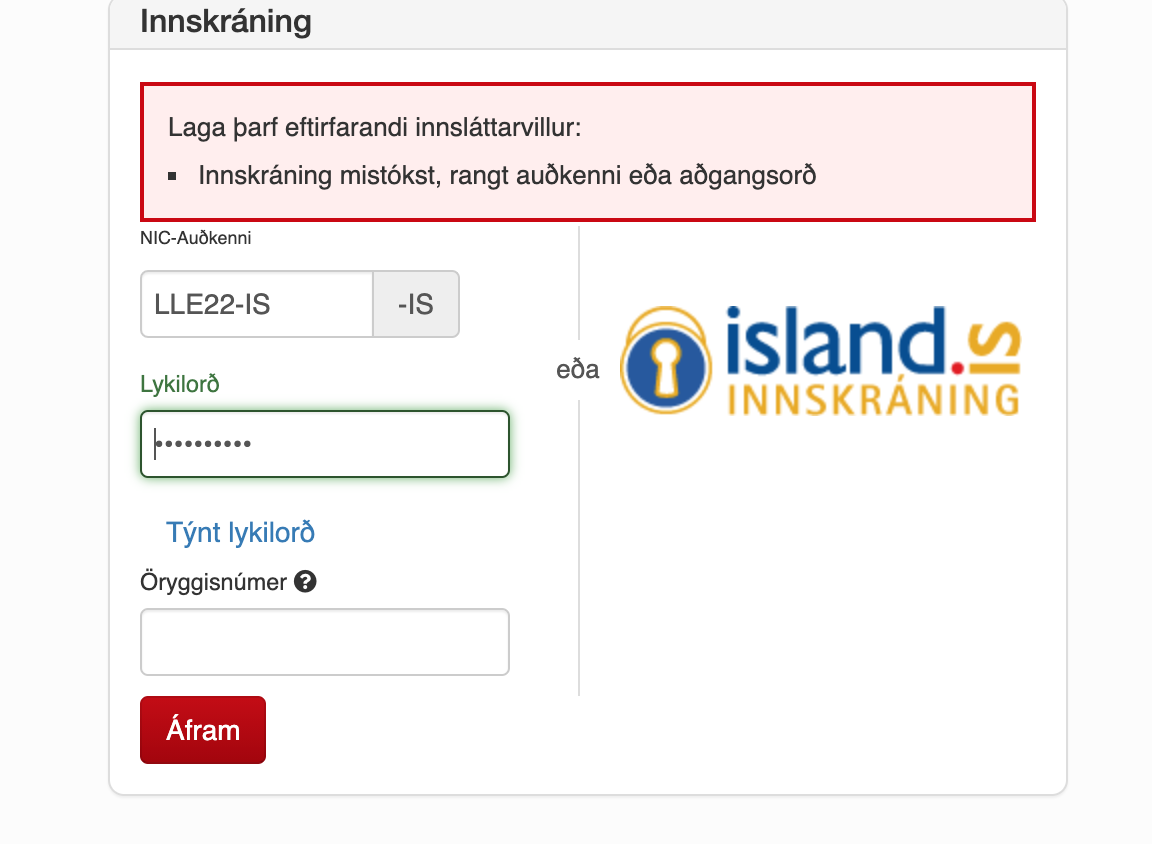 Innskráning
Laga þarf eftirfarandi innsláttarvillur:
▪ Innskráning mistókst, rangt auðkenni eða aðgangsorð
NIC-Auðkenni
LLE22-IS -IS
Lykilorð
••••••••••
Týnt lykilorð
Öryggisnúmer ?
Áfram
eða
island.is
INNSKRÁNING